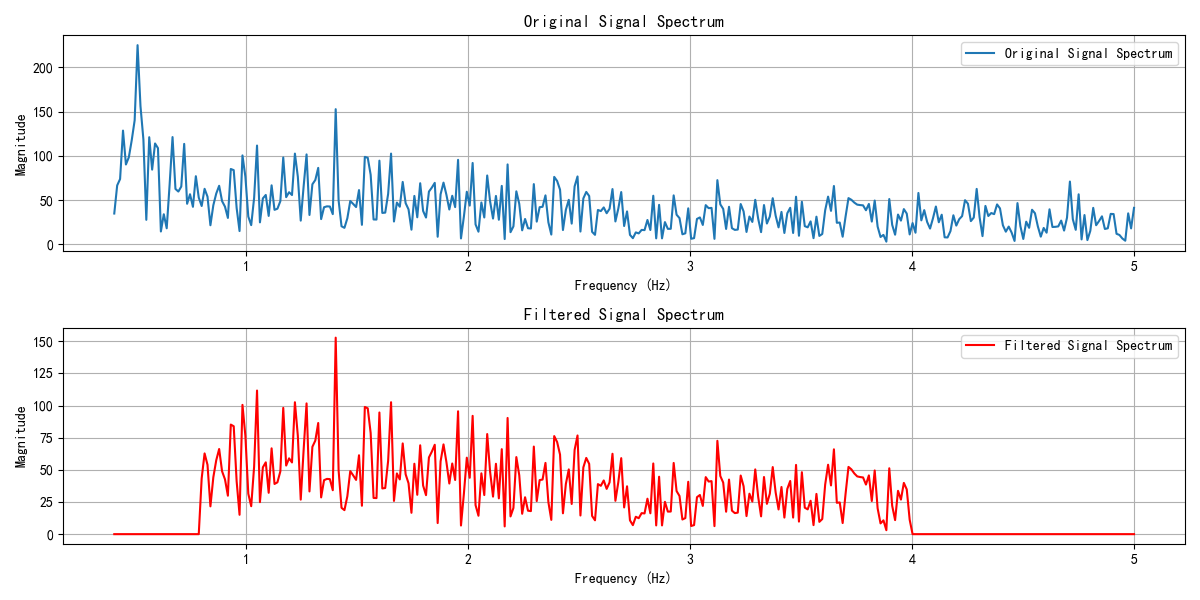 Original Signal Spectrum
Original Signal Spectrum
Magnitude
200
150
100
50
0
1
2
3
4
5
Frequency (Hz)
Filtered Signal Spectrum
Filtered Signal Spectrum
Magnitude
150
125
100
75
50
25
0
1
2
3
4
5
Frequency (Hz)